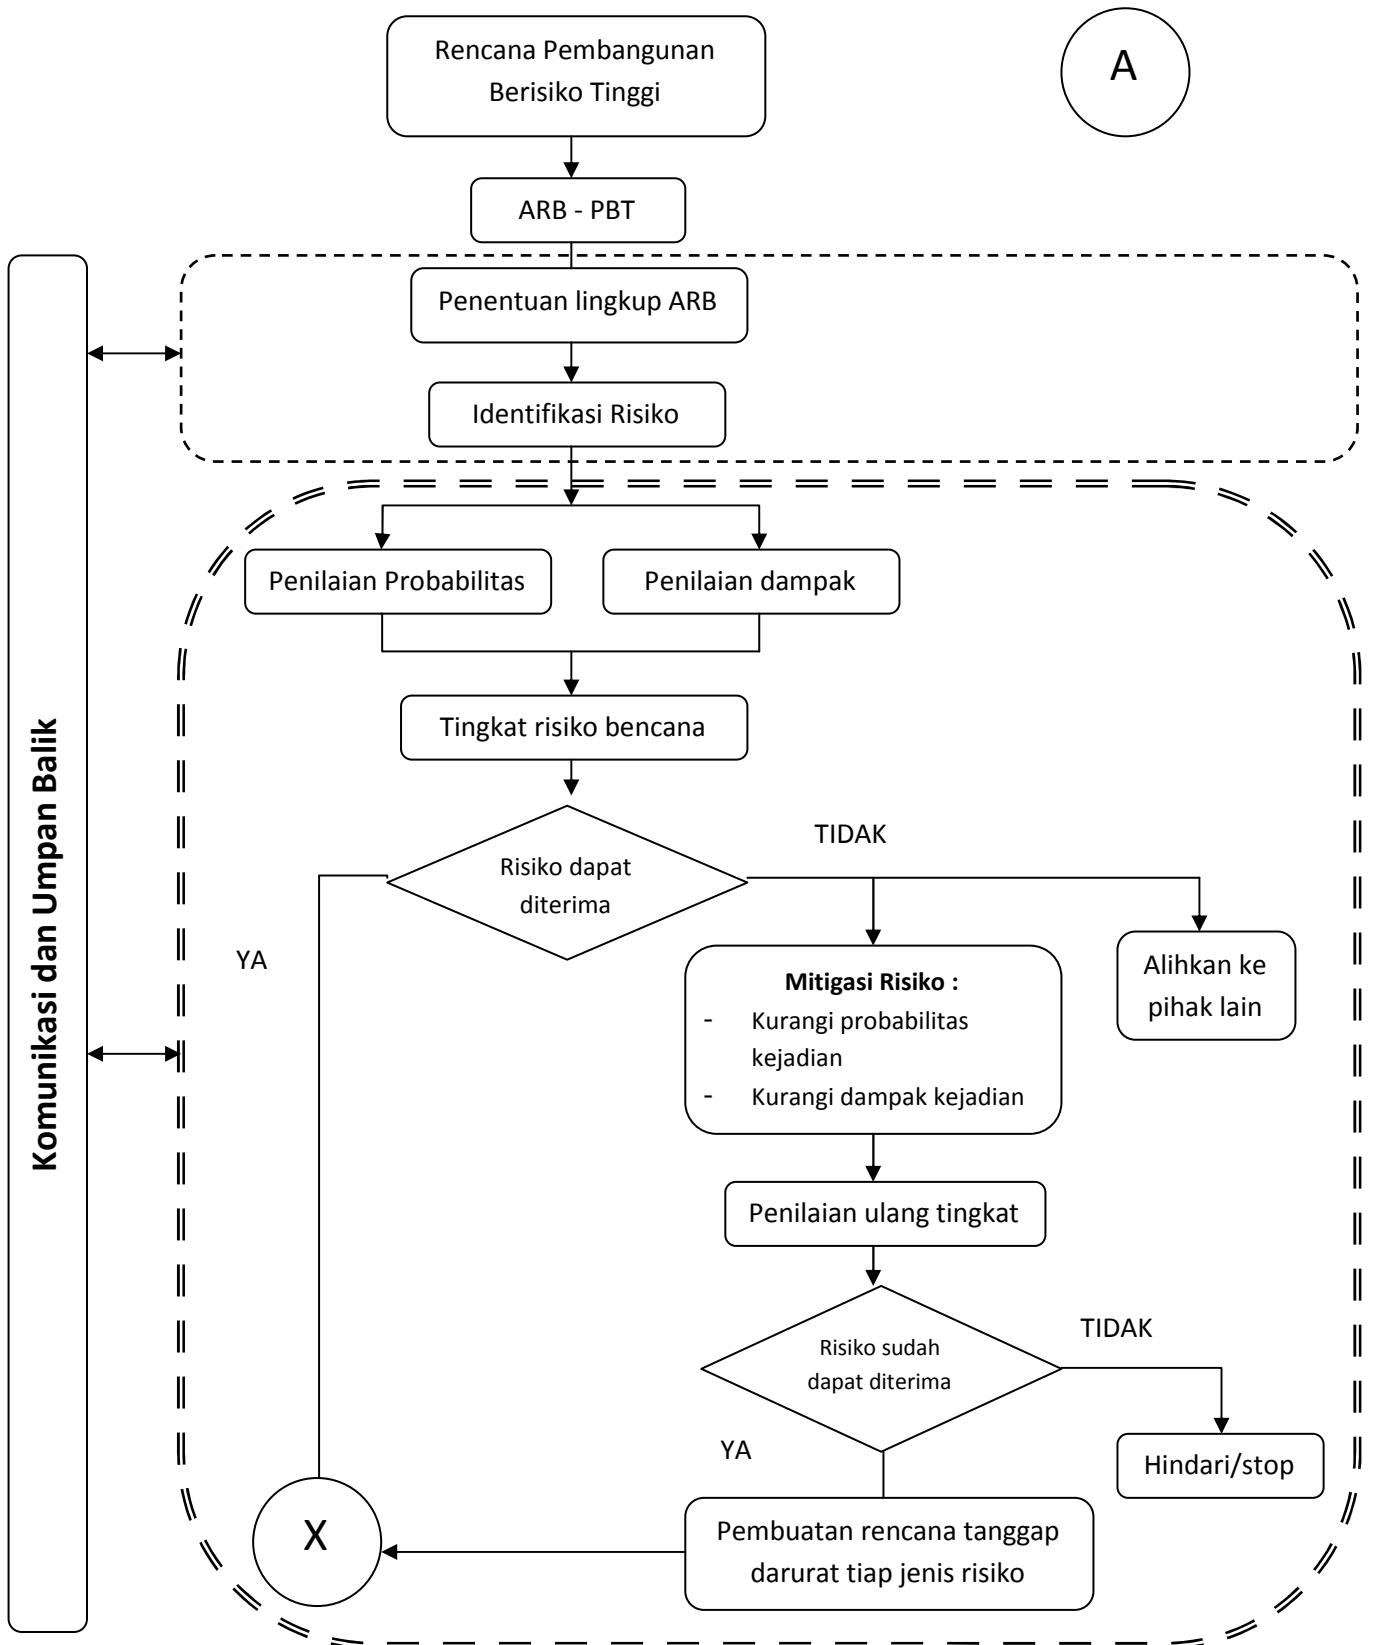 Rencana Pembangunan
Berisiko Tinggi
A
ARB - PBT
Penentuan lingkup ARB
Identifikasi Risiko
Penilaian Probabilitas
Penilaian dampak
Tingkat risiko bencana
Komunikasi dan Umpan Balik
Risiko dapat
diterima
TIDAK
YA
Mitigasi Risiko :
- Kurangi probabilitas
kejadian
- Kurangi dampak kejadian
Alihkan ke
pihak lain
Penilaian ulang tingkat
Risiko sudah
dapat diterima
TIDAK
YA
Hindari/stop
Pembuatan rencana tanggap
darurat tiap jenis risiko
X